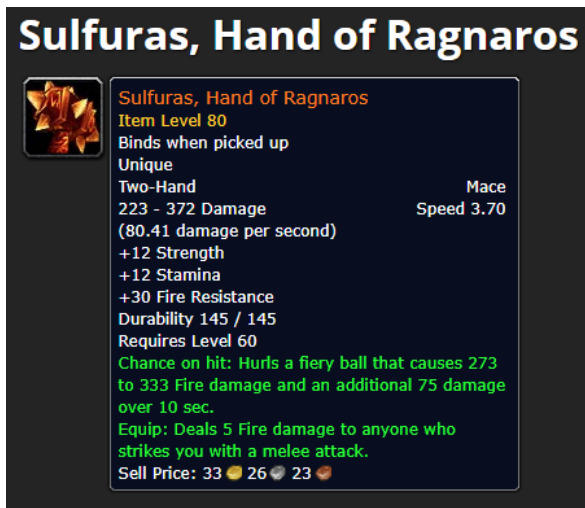 Sulfuras, Hand of Ragnaros
Sulfuras, Hand of Ragnaros
Item Level 80
Binds when picked up
Unique
Two-Hand Mace
223 - 372 Damage Speed 3.70
(80.41 damage per second)
+12 Strength
+12 Stamina
+30 Fire Resistance
Durability 145 / 145
Requires Level 60
Chance on hit: Hurls a fiery ball that causes 273
to 333 Fire damage and an additional 75 damage
over 10 sec.
Equip: Deals 5 Fire damage to anyone who
strikes you with a melee attack.
Sell Price: 33 26 23